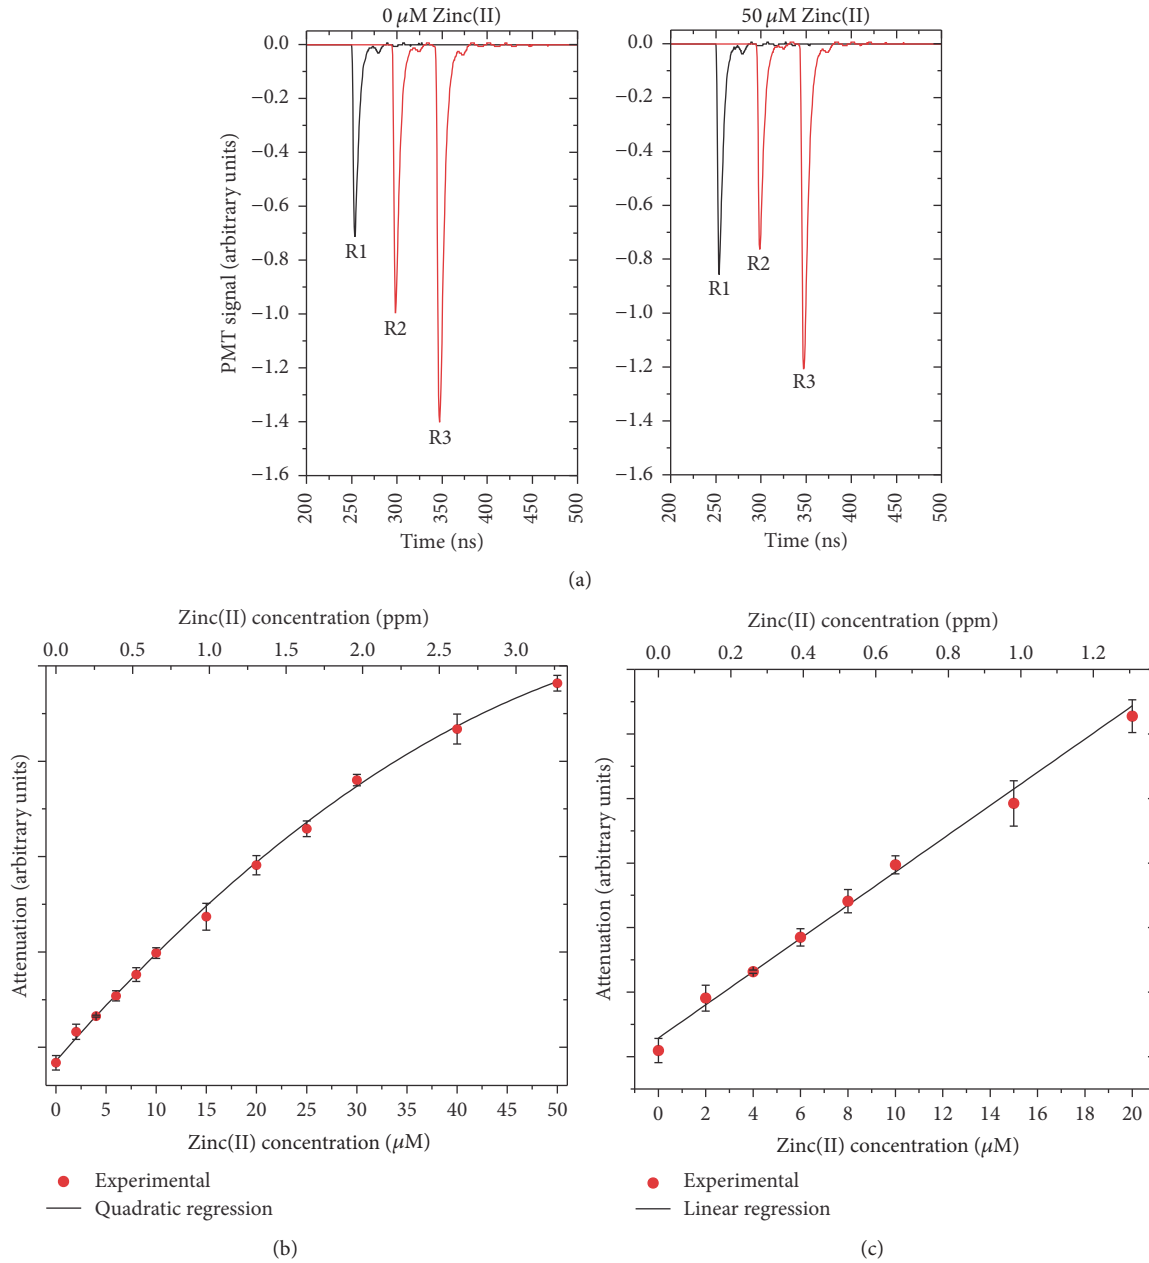 0 μM Zinc(II)
50 μM Zinc(II)
PMT signal (arbitrary units)
0.0
−0.2
−0.4
−0.6
−0.8
−1.0
−1.2
−1.4
−1.6
R1
R2
R3
200 250 300 350 400 450 500
Time (ns)
0.0
−0.2
−0.4
−0.6
−0.8
−1.0
−1.2
−1.4
−1.6
R1
R2
R3
200 250 300 350 400 450 500
Time (ns)
(a)
Zinc(II) concentration (ppm)
0.0 0.5 1.0 1.5 2.0 2.5 3.0
Attenuation (arbitrary units)
0 5 10 15 20 25 30 35 40 45 50
Zinc(II) concentration (μM)
Experimental
Quadratic regression
(b)
Zinc(II) concentration (ppm)
0.0 0.2 0.4 0.6 0.8 1.0 1.2
Attenuation (arbitrary units)
0 2 4 6 8 10 12 14 16 18 20
Zinc(II) concentration (μM)
Experimental
Linear regression
(c)